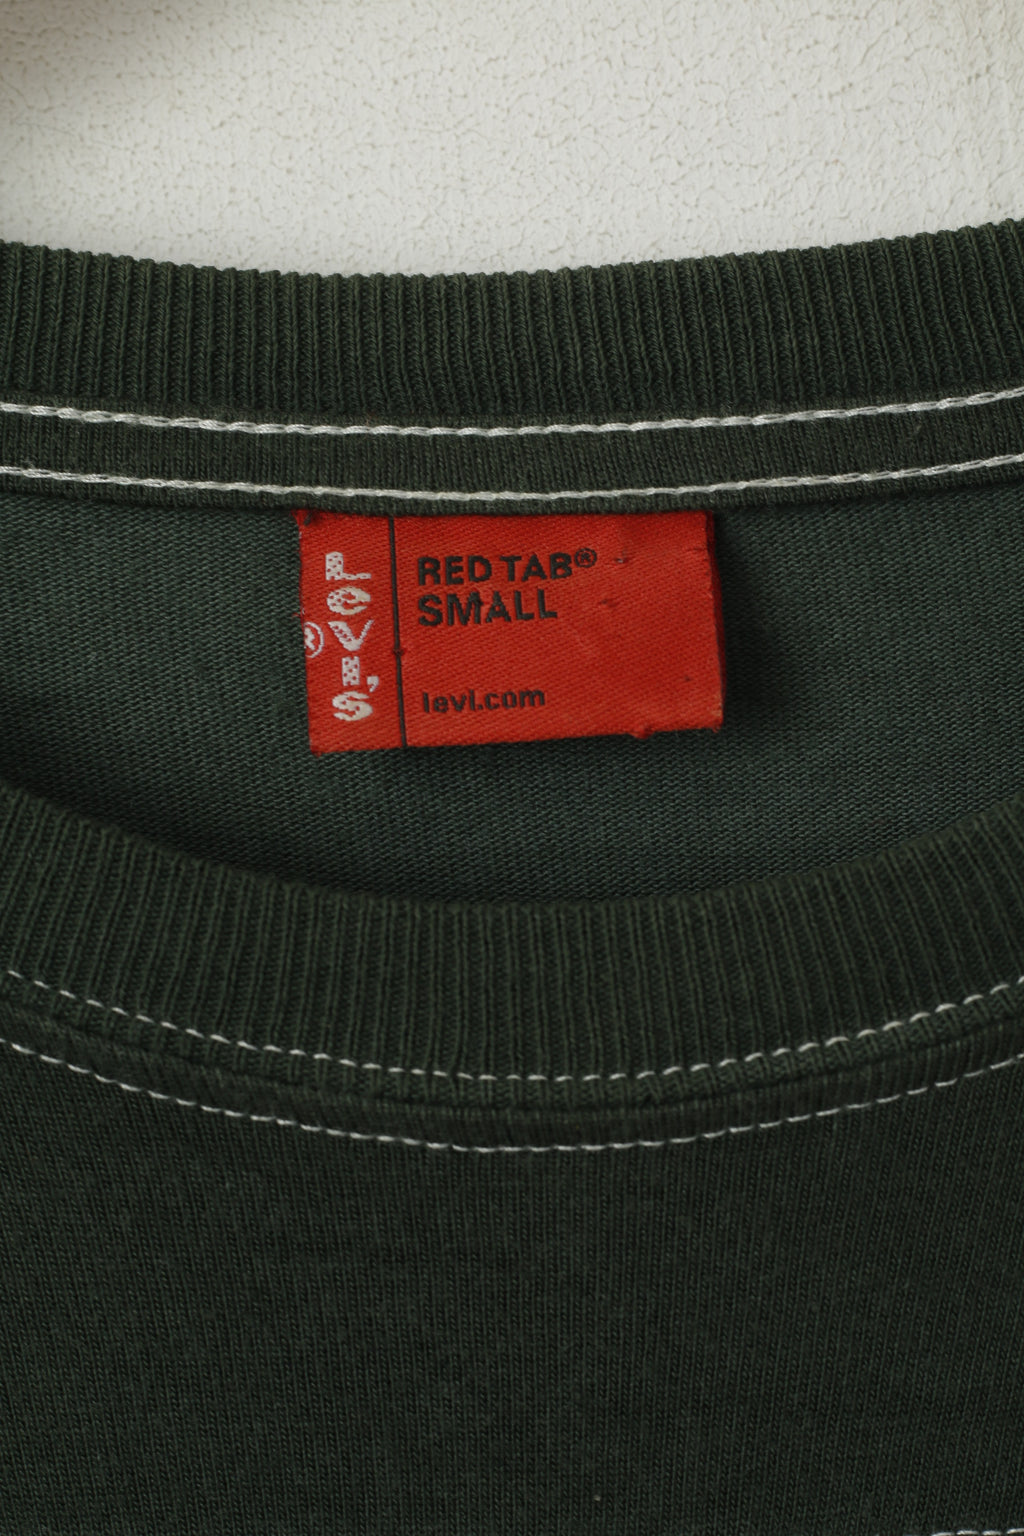 LEVI'S
®
RED TAB®
SMALL
levi.com